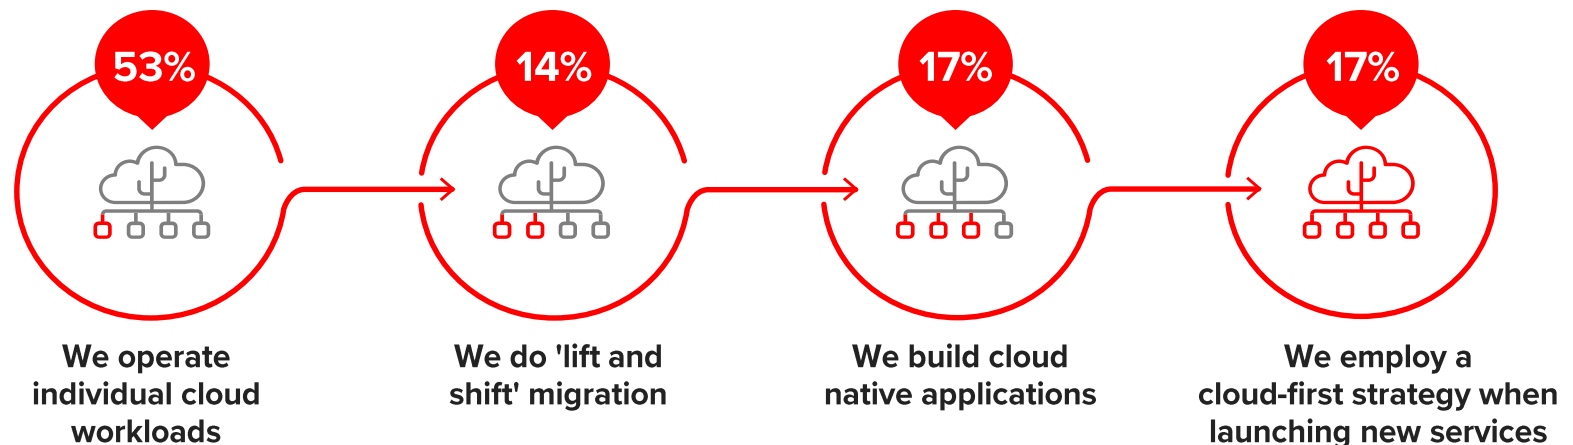 53%
We operate
individual cloud
workloads
14%
We do 'lift and
shift' migration
17%
We build cloud
native applications
17%
We employ a
cloud-first strategy when
launching new services